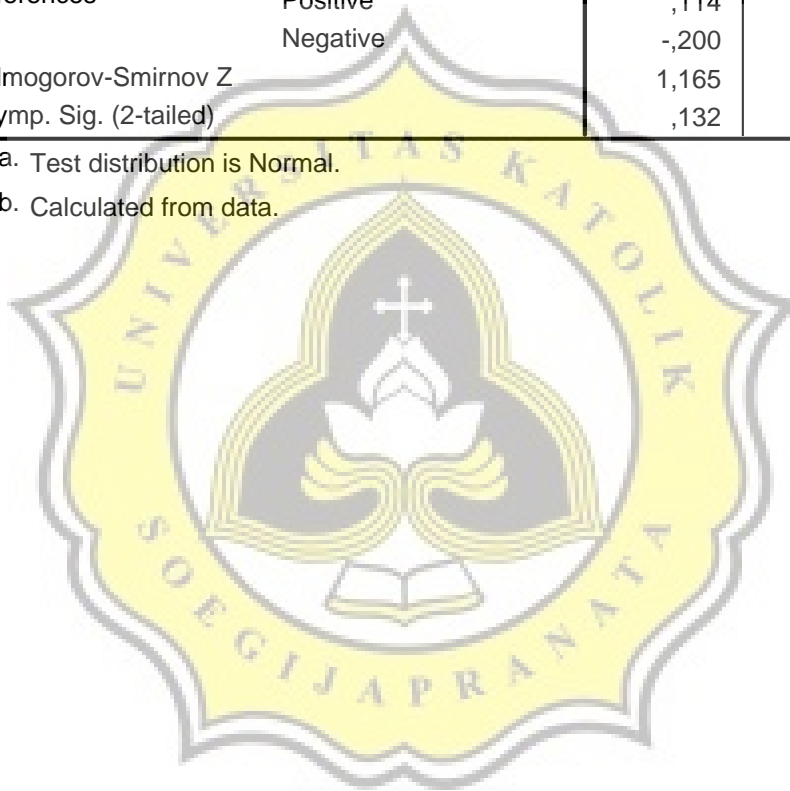 Positive ,114
Negative -,200
lmogorov-Smirnov Z 1,165
ymp. Sig. (2-tailed) ,132
a. Test distribution is Normal.
b. Calculated from data.
UNIVERSITAS KATOLIK
SOEGIJAPRANATA